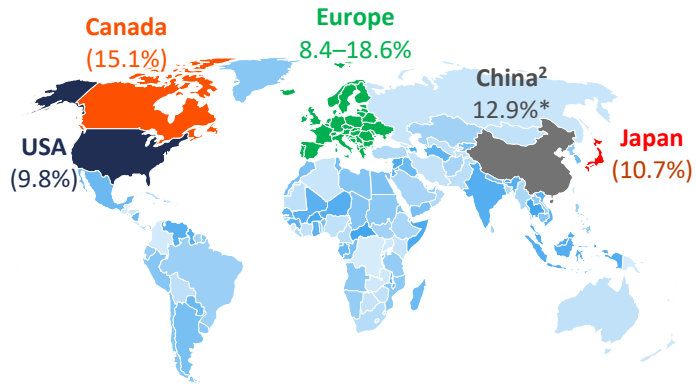 Canada
(15.1%)
Europe
8.4–18.6%
China²
12.9%*
USA
(9.8%)
Japan
(10.7%)